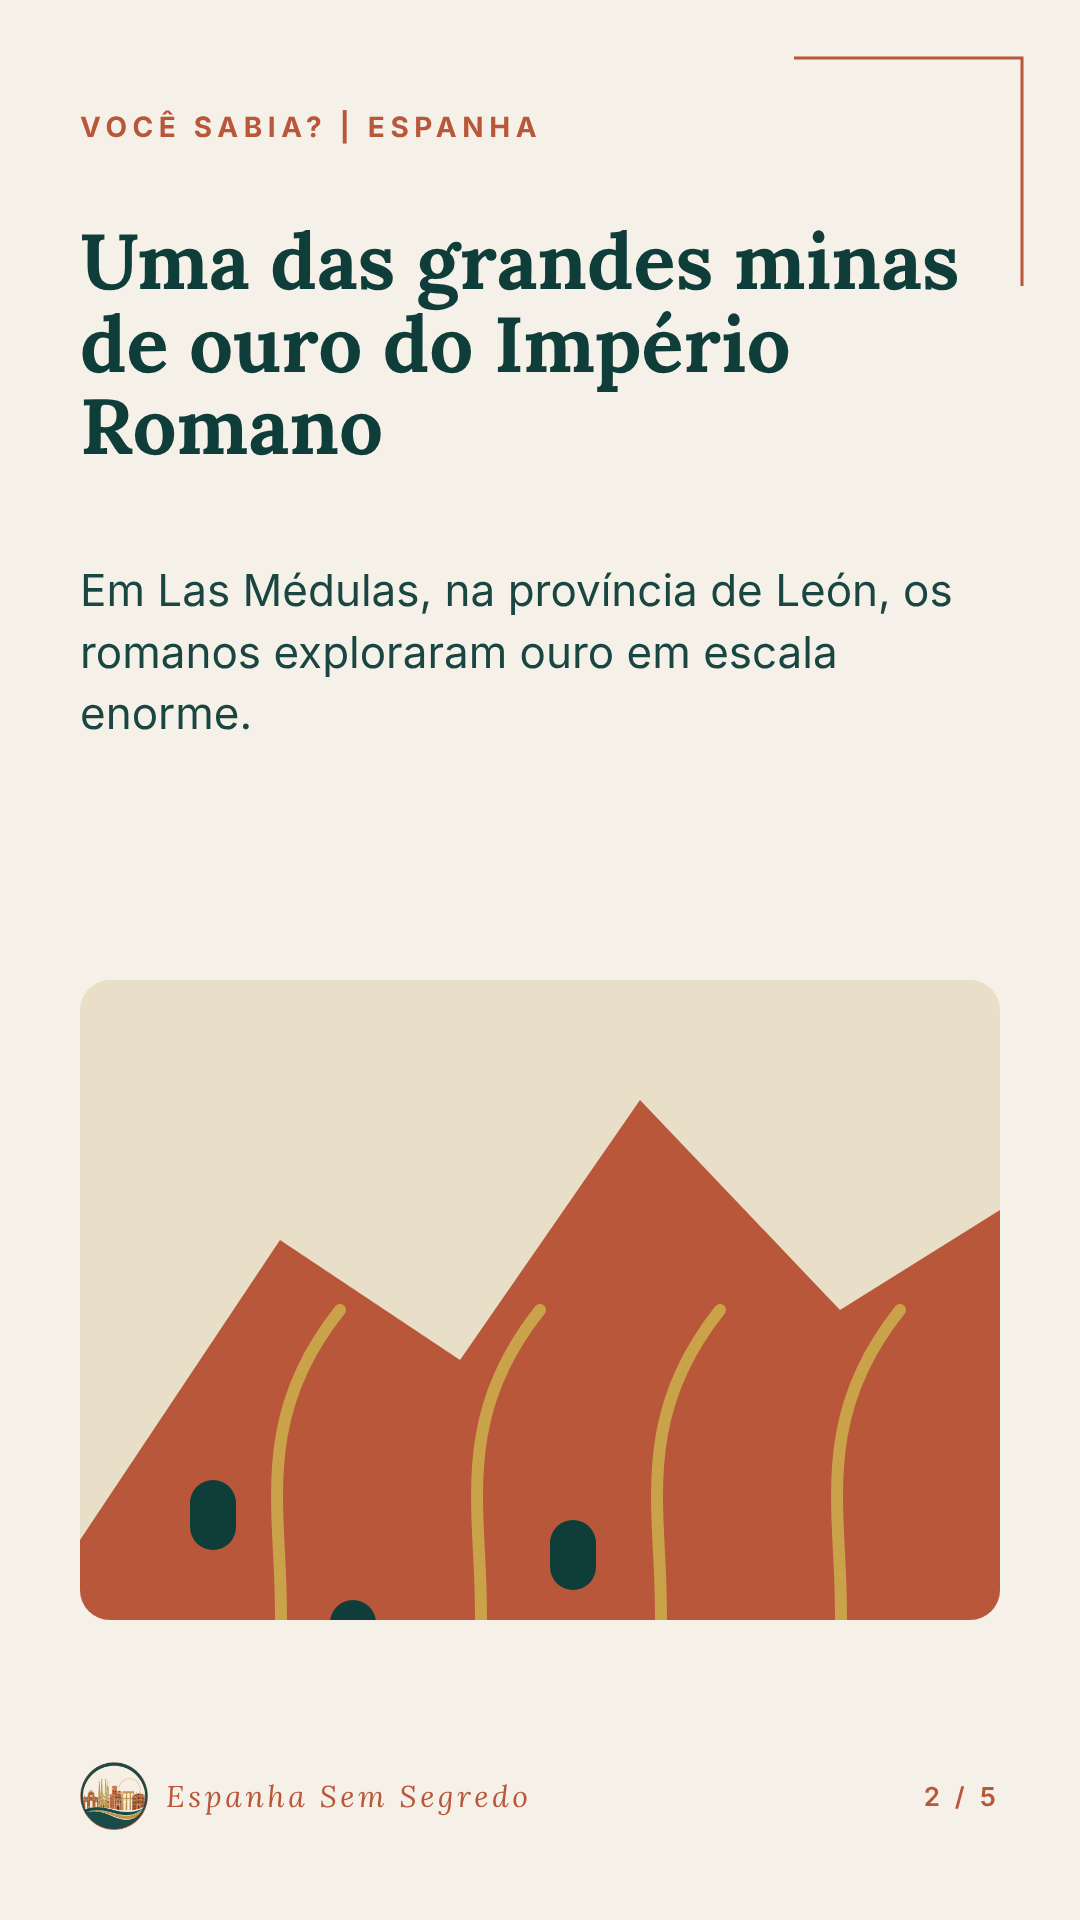 VOCÊ SABIA? | ESPANHA
Uma das grandes minas
de ouro do Império
Romano
Em Las Médulas, na província de León, os
romanos exploraram ouro em escala
enorme.
Espanha Sem Segredo
2 / 5